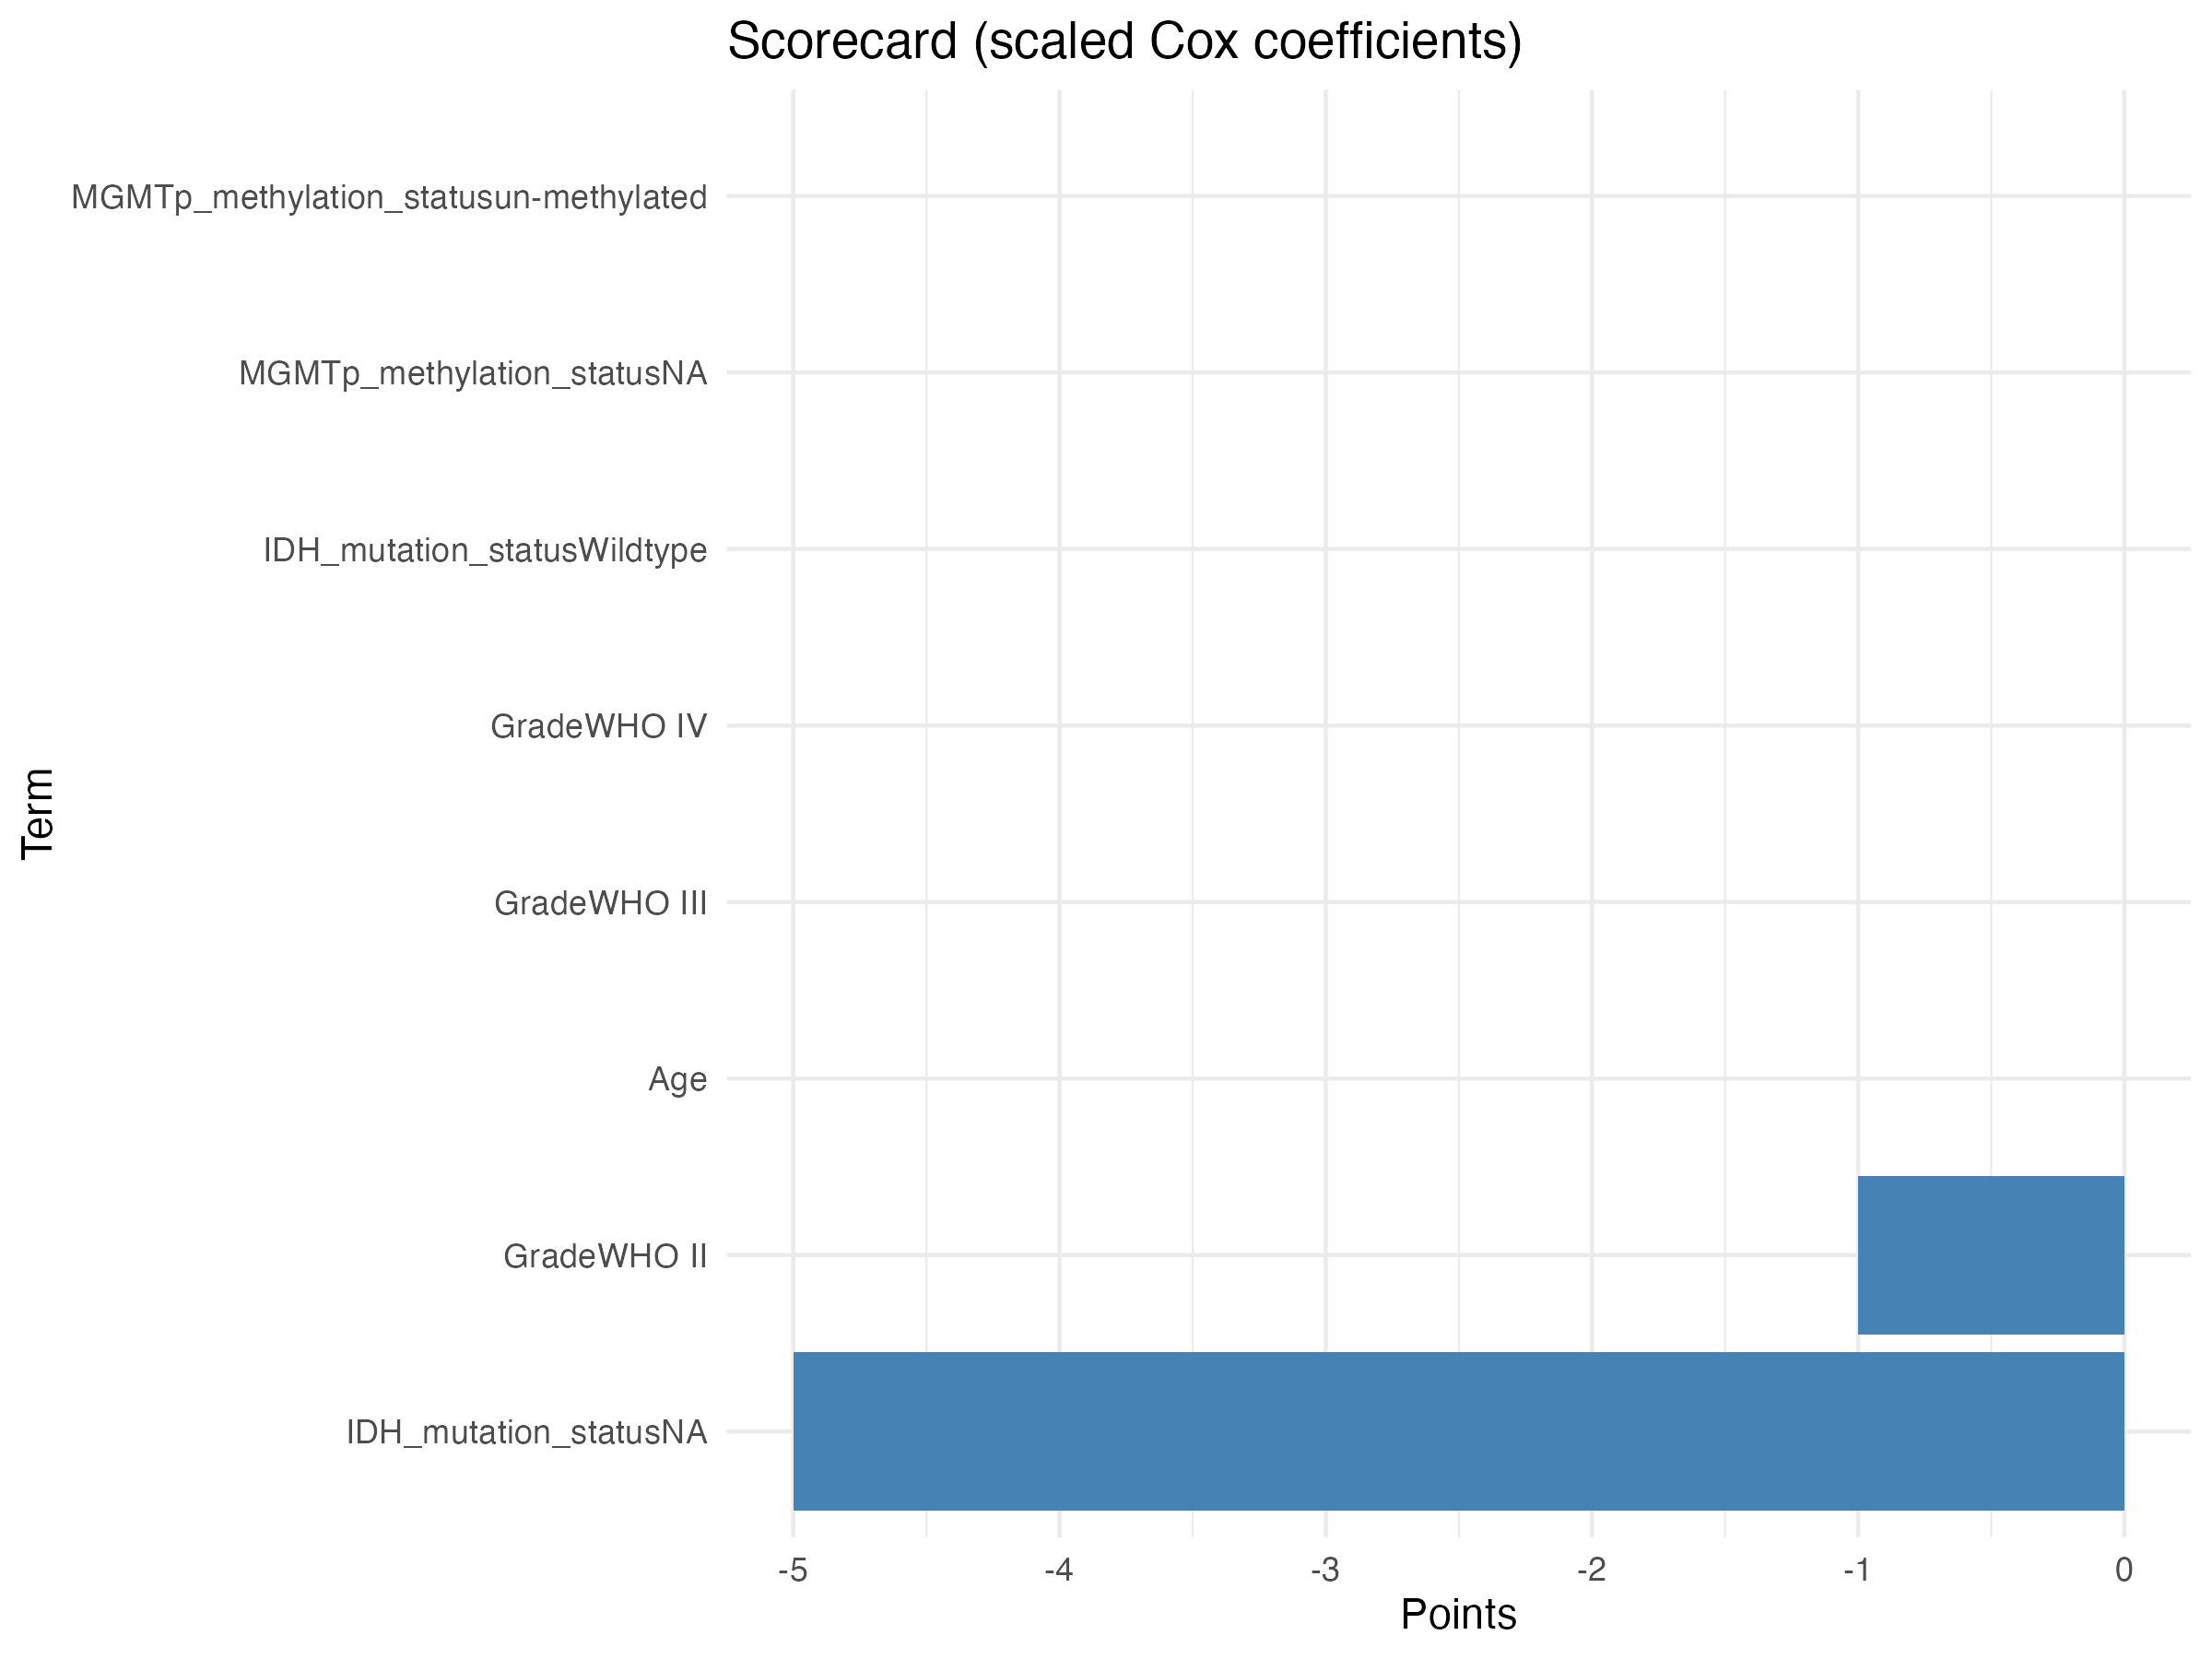 Scorecard (scaled Cox coefficients)
MGMTp_methylation_statusun-methylated
MGMTp_methylation_statusNA
IDH_mutation_statusWildtype
GradeWHO IV
GradeWHO III
Age
GradeWHO II
IDH_mutation_statusNA
Term
-5 -4 -3 -2 -1 0
Points